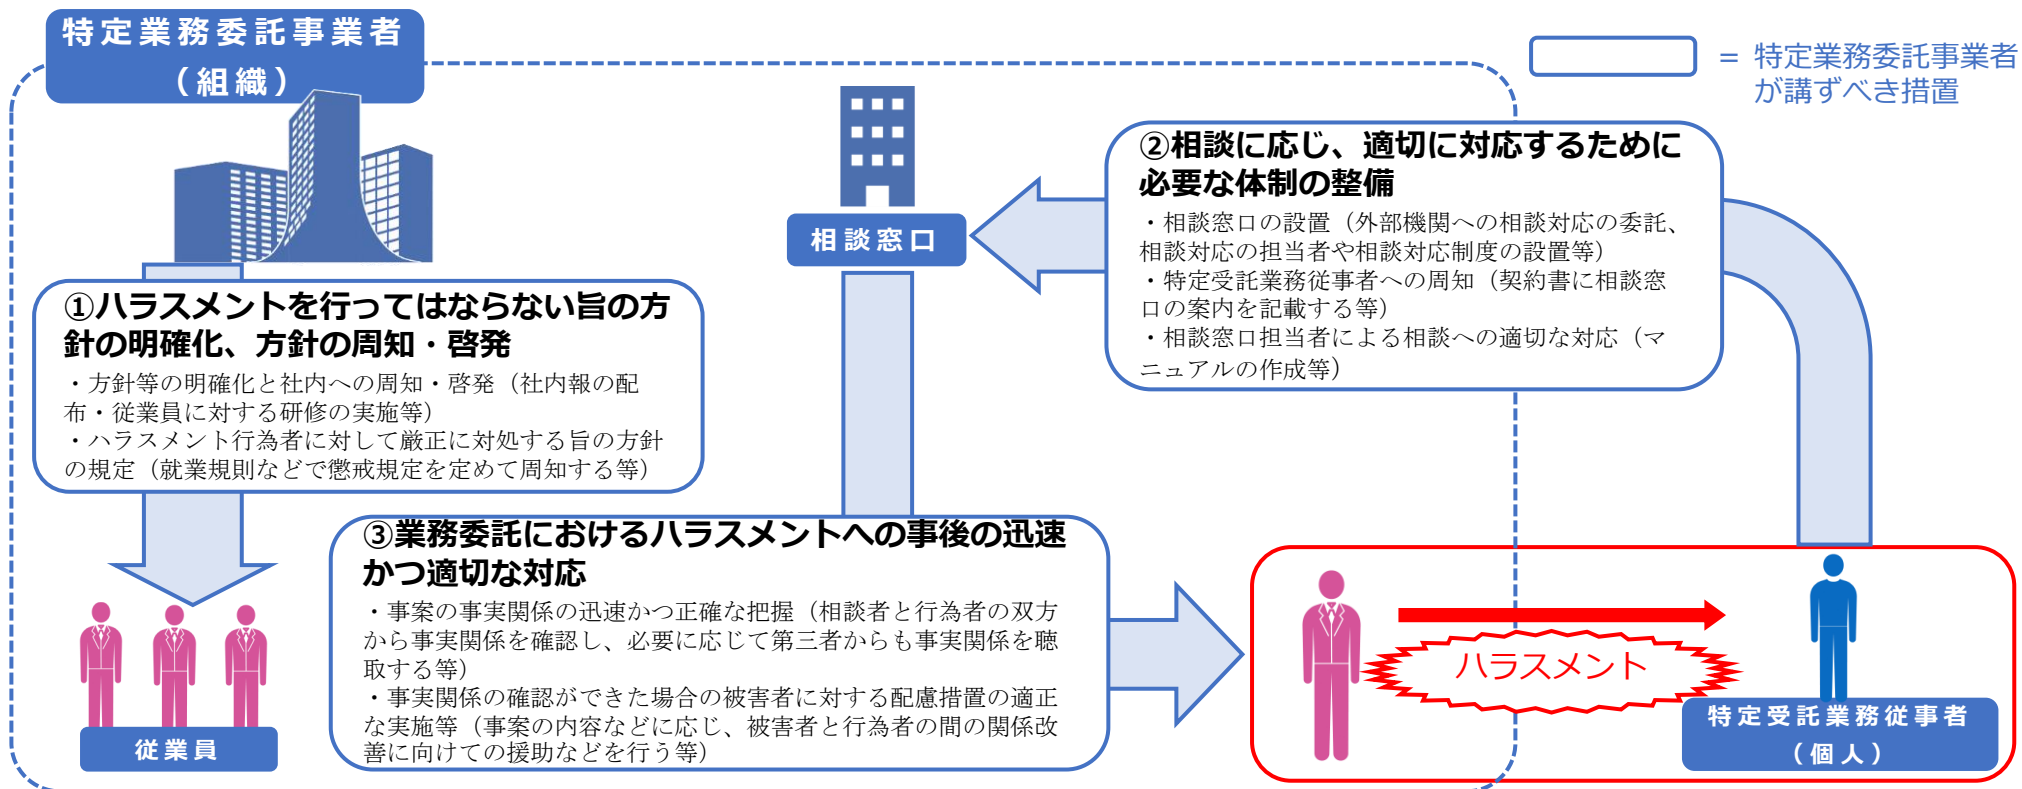 特定業務委託事業者
（組織）
= 特定業務委託事業者
が講ずべき措置
②相談に応じ、適切に対応するために
必要な体制の整備
・相談窓口の設置（外部機関への相談対応の委託、
相談対応の担当者や相談対応制度の設置等）
・特定受託業務従事者への周知（契約書に相談窓
口の案内を記載する等）
・相談窓口担当者による相談への適切な対応（マ
ニュアルの作成等）
相談窓口
①ハラスメントを行ってはならない旨の方
針の明確化、方針の周知・啓発
・方針等の明確化と社内への周知・啓発（社内報の配
布・従業員に対する研修の実施等）
・ハラスメント行為者に対して厳正に対処する旨の方針
の規定（就業規則などで懲戒規定を定めて周知する等）
従業員
③業務委託におけるハラスメントへの事後の迅速
かつ適切な対応
・事案の事実関係の迅速かつ正確な把握（相談者と行為者の双方
から事実関係を確認し、必要に応じて第三者からも事実関係を聴
取する等）
・事実関係の確認ができた場合の被害者に対する配慮措置の適正
な実施等（事案の内容などに応じ、被害者と行為者の間の関係改
善に向けての援助などを行う等）
ハラスメント
特定受託業務従事者
（個人）